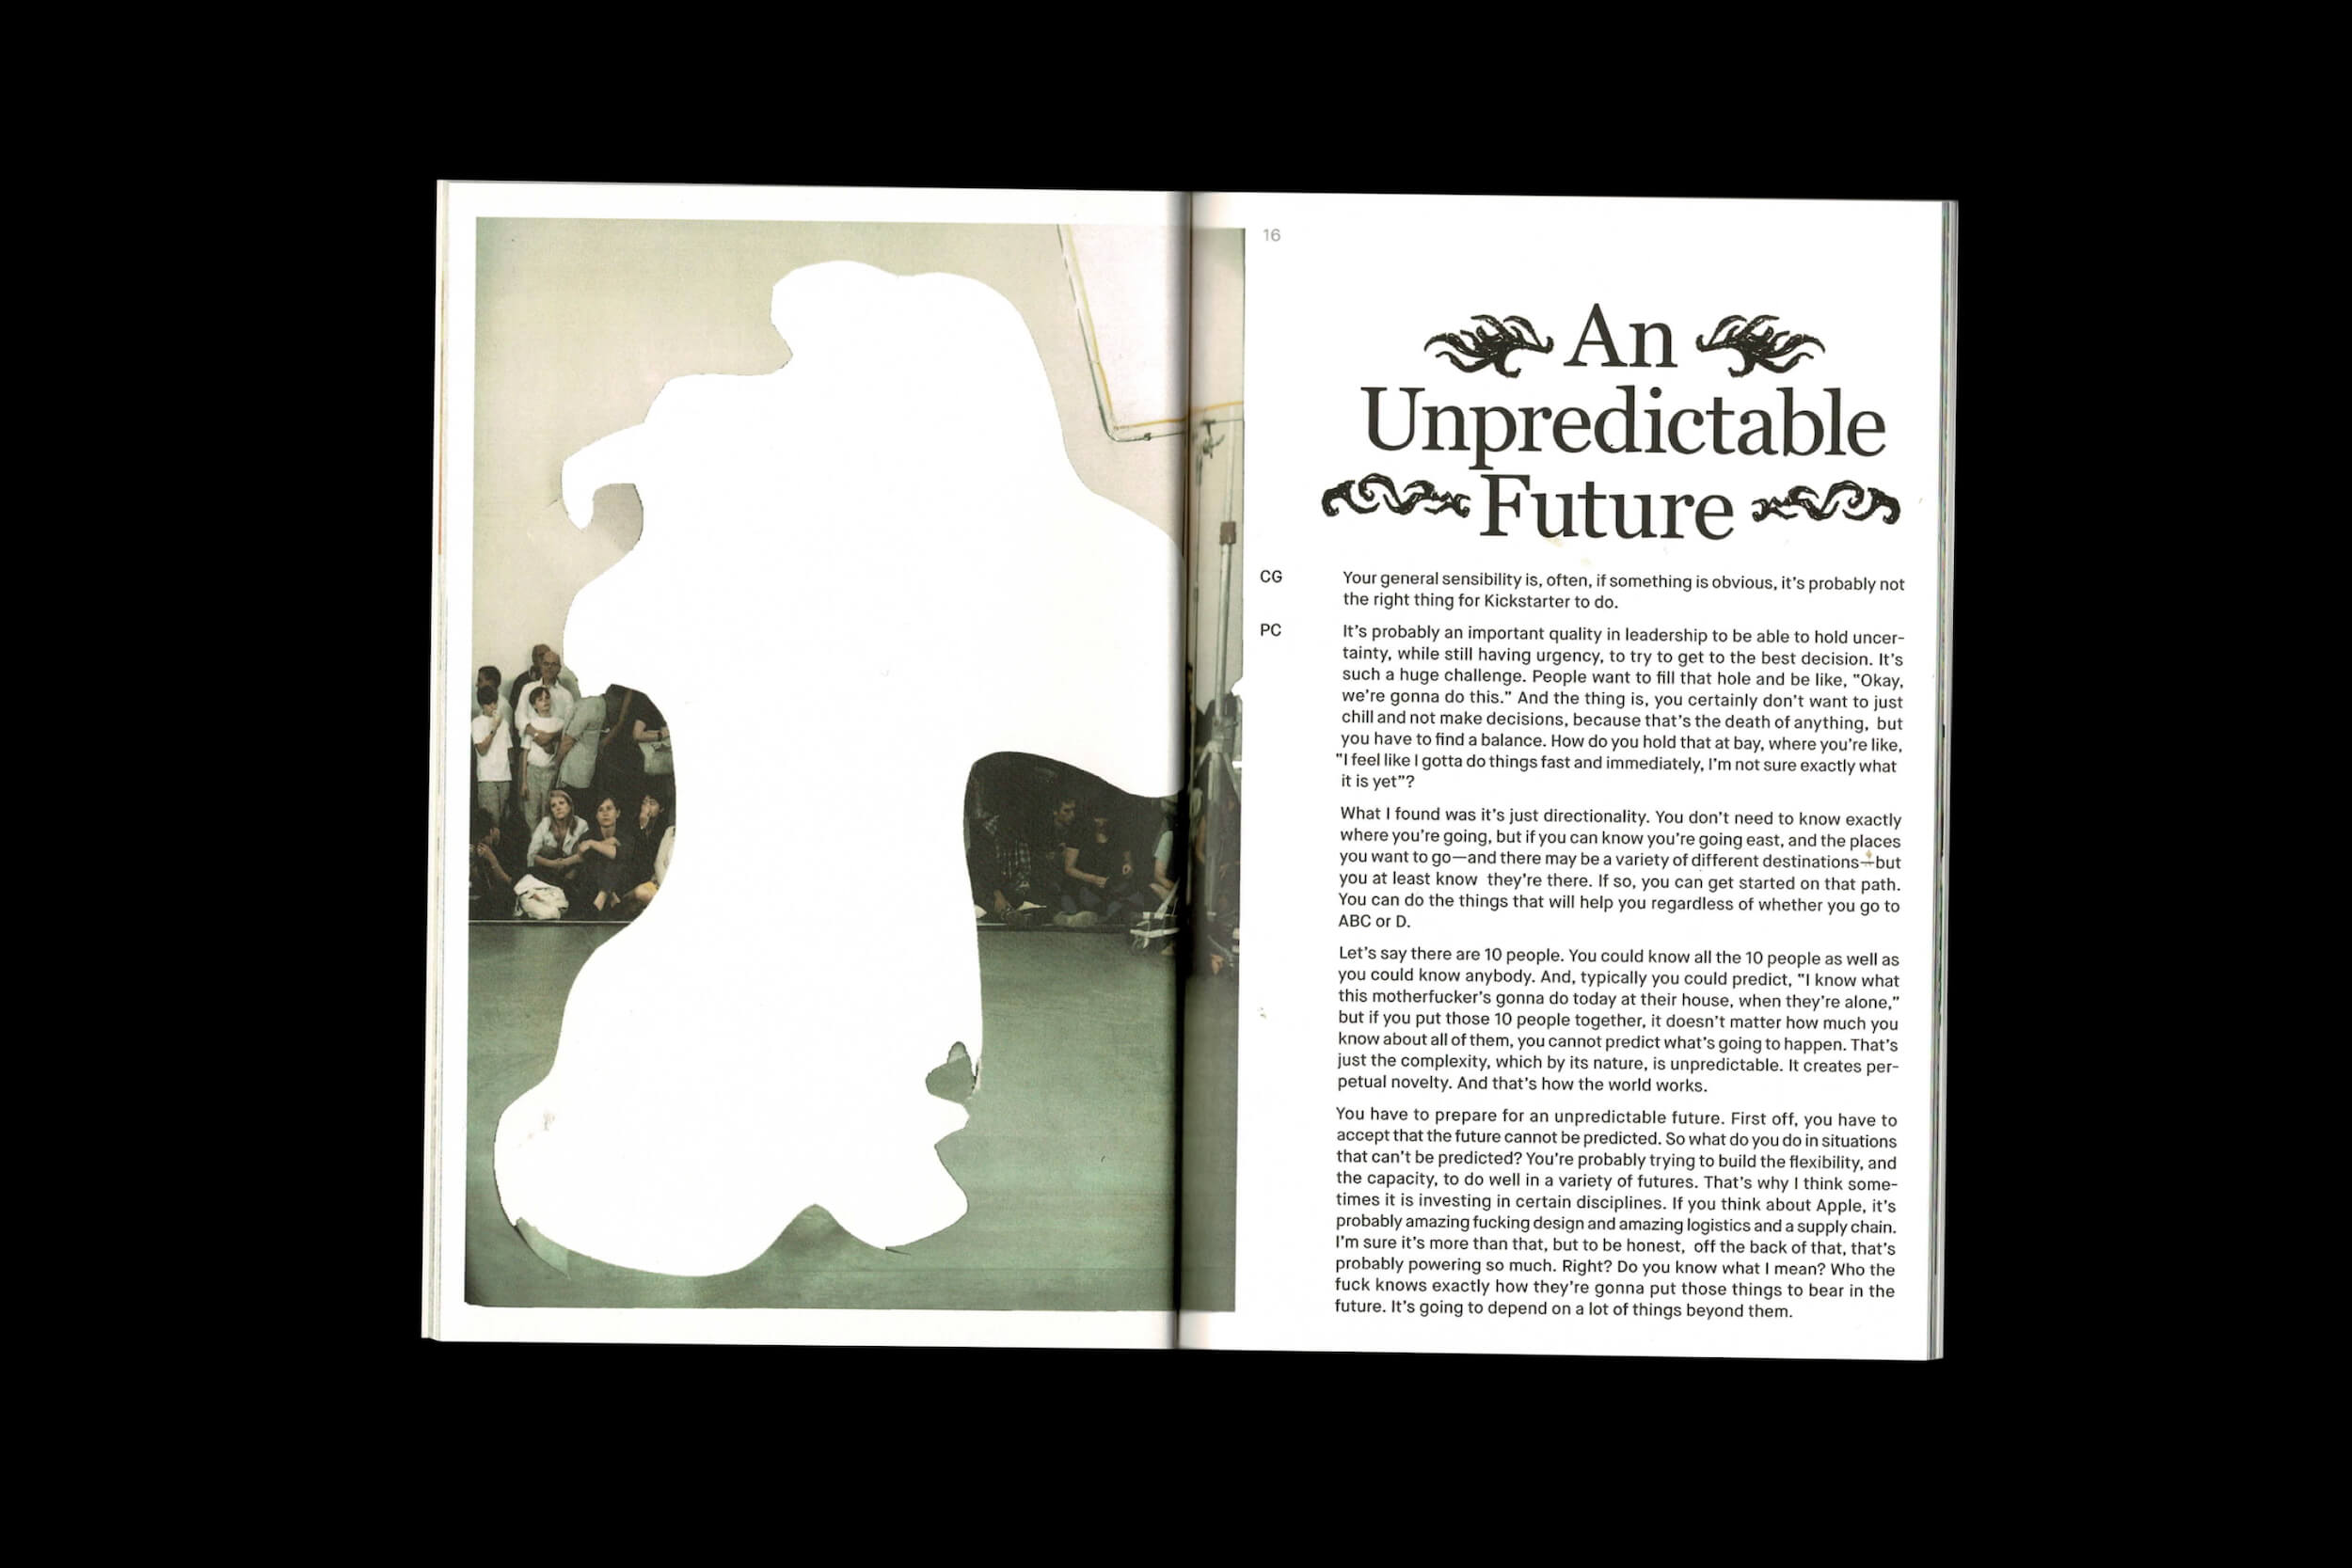 16
An
Unpredictable
Future
CG
Your general sensibility is, often, if something is obvious, it's probably not
the right thing for Kickstarter to do.
PC
It's probably an important quality in leadership to be able to hold uncer-
tainty, while still having urgency, to try to get to the best decision. It's
such a huge challenge. People want to fill that hole and be like, “Okay,
we're gonna do this.” And the thing is, you certainly don't want to just
chill and not make decisions, because that's the death of anything, but
you have to find a balance. How do you hold that at bay, where you're like,
“I feel like I gotta do things fast and immediately, I'm not sure exactly what
it is yet”?
What I found was it's just directionality. You don't need to know exactly
where you're going, but if you can know you're going east, and the places
you want to go—and there may be a variety of different destinations—but
you at least know they're there. If so, you can get started on that path.
You can do the things that will help you regardless of whether you go to
ABC or D.
Let's say there are 10 people. You could know all the 10 people as well as
you could know anybody. And, typically you could predict, “I know what
this motherfucker's gonna do today at their house, when they're alone,”
but if you put those 10 people together, it doesn't matter how much you
know about all of them, you cannot predict what's going to happen. That's
just the complexity, which by its nature, is unpredictable. It creates per-
petual novelty. And that's how the world works.
You have to prepare for an unpredictable future. First off, you have to
accept that the future cannot be predicted. So what do you do in situations
that can't be predicted? You're probably trying to build the flexibility, and
the capacity, to do well in a variety of futures. That's why I think some-
times it is investing in certain disciplines. If you think about Apple, it's
probably amazing fucking design and amazing logistics and a supply chain.
I'm sure it's more than that, but to be honest, off the back of that, that's
probably powering so much. Right? Do you know what I mean? Who the
fuck knows exactly how they're gonna put those things to bear in the
future. It's going to depend on a lot of things beyond them.